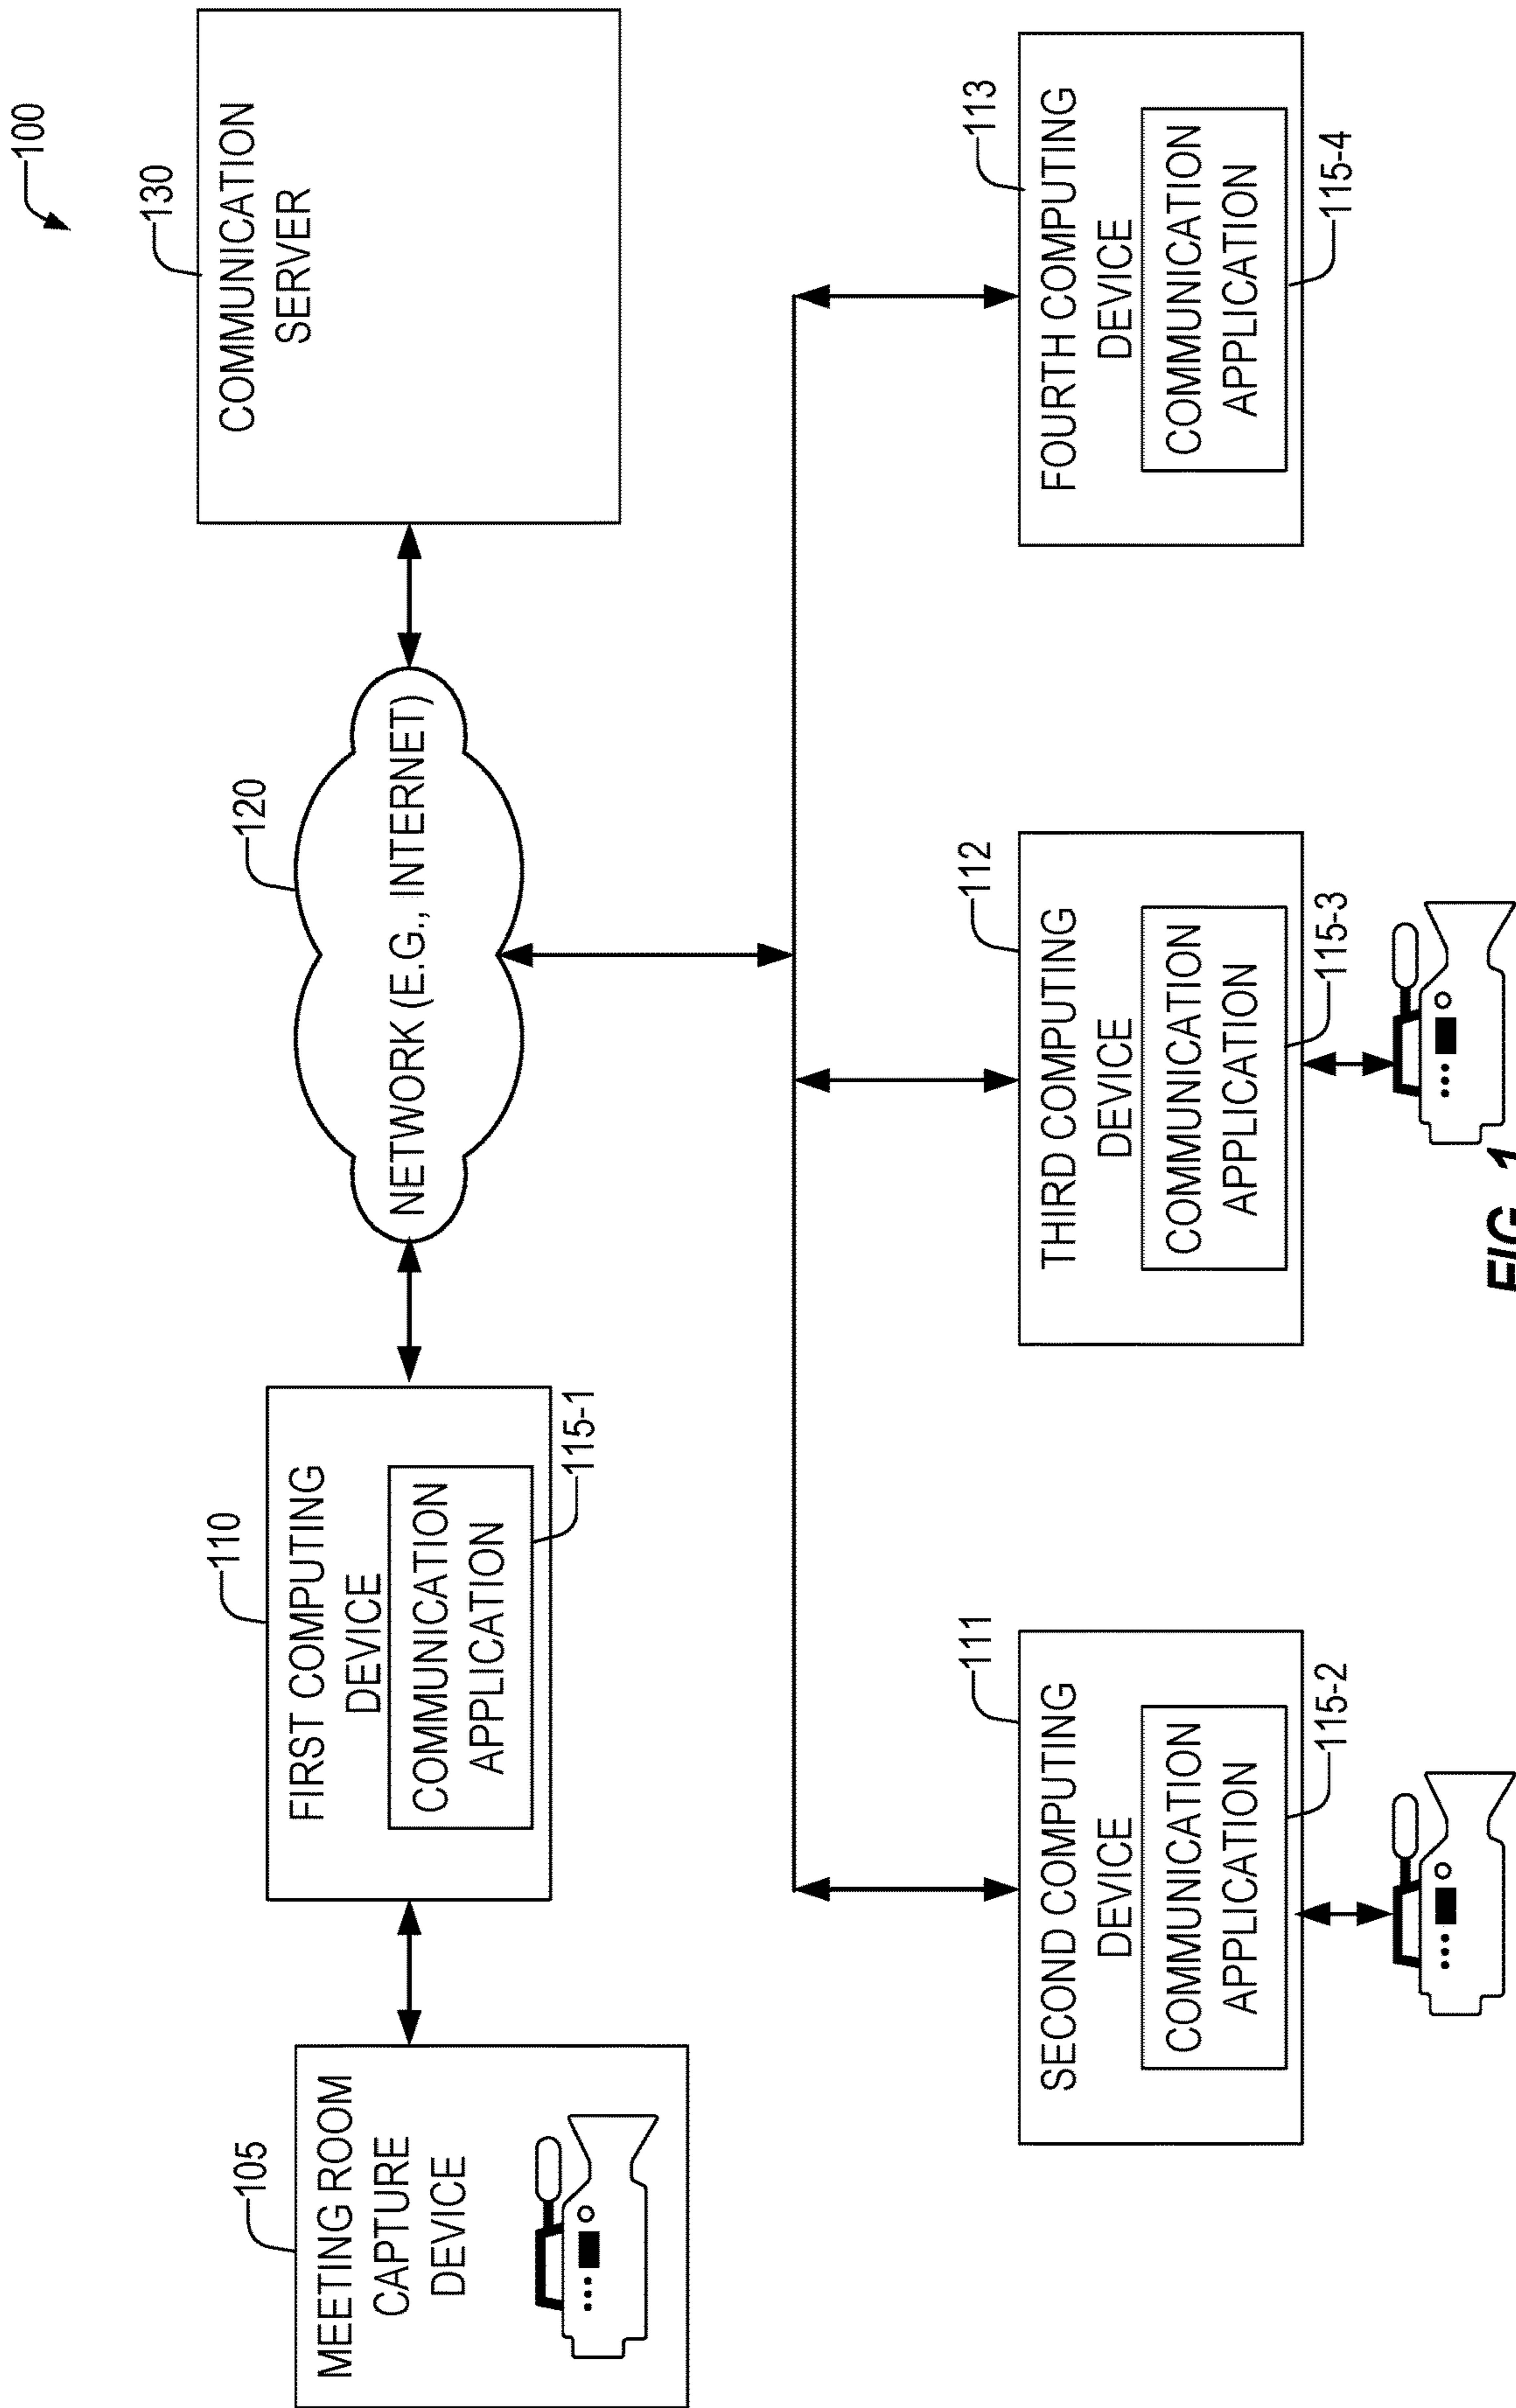 100
105
MEETING ROOM
CAPTURE
DEVICE
110
FIRST COMPUTING
DEVICE
COMMUNICATION
APPLICATION
115-1
120
NETWORK (E.G., INTERNET)
130
COMMUNICATION
SERVER
111
SECOND COMPUTING
DEVICE
COMMUNICATION
APPLICATION
115-2
112
THIRD COMPUTING
DEVICE
COMMUNICATION
APPLICATION
115-3
113
FOURTH COMPUTING
DEVICE
COMMUNICATION
APPLICATION
115-4
FIG. 1